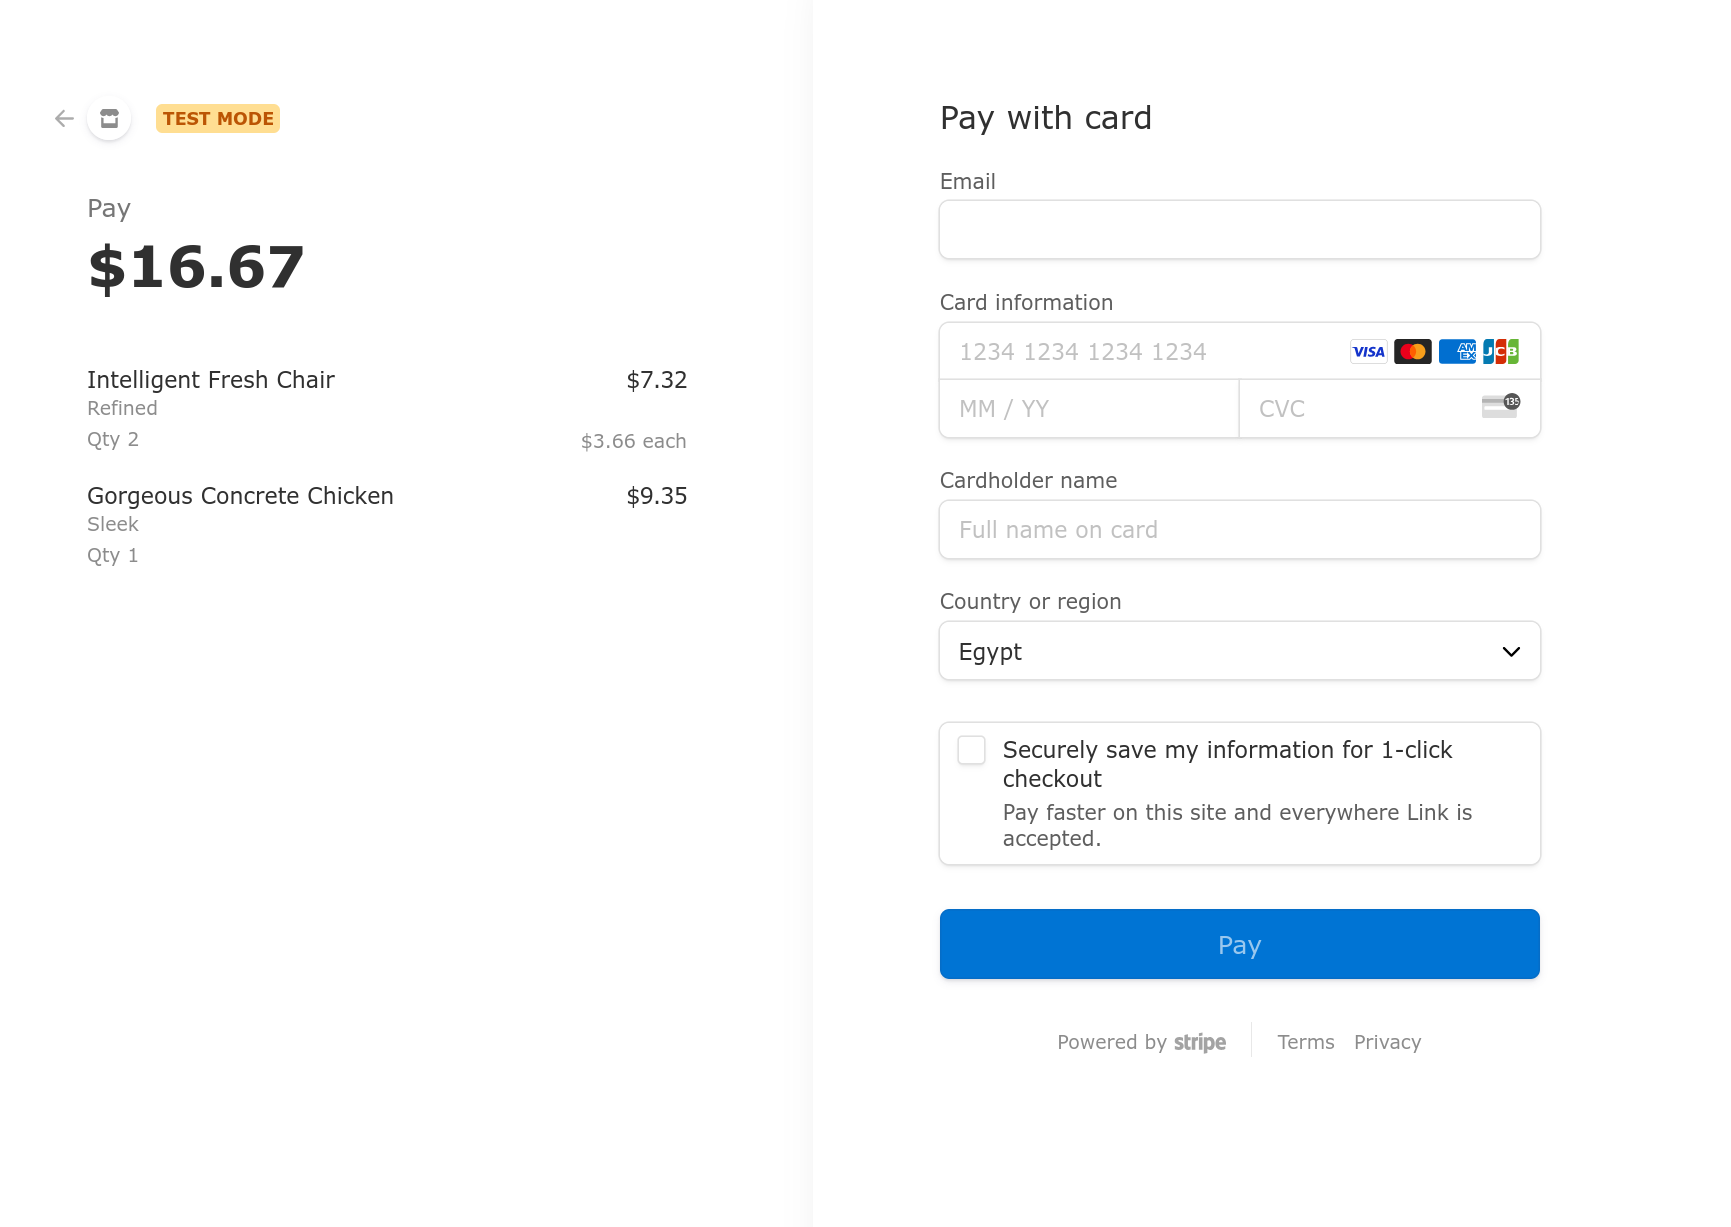 TEST MODE
Pay
$16.67
Intelligent Fresh Chair $7.32
Refined
Qty 2 $3.66 each
Gorgeous Concrete Chicken $9.35
Sleek
Qty 1
Pay with card
Email
Card information
1234 1234 1234 1234 VISA AM EX JCB
MM / YY CVC 135
Cardholder name
Full name on card
Country or region
Egypt
Securely save my information for 1-click
checkout
Pay faster on this site and everywhere Link is
accepted.
Pay
Powered by stripe Terms Privacy